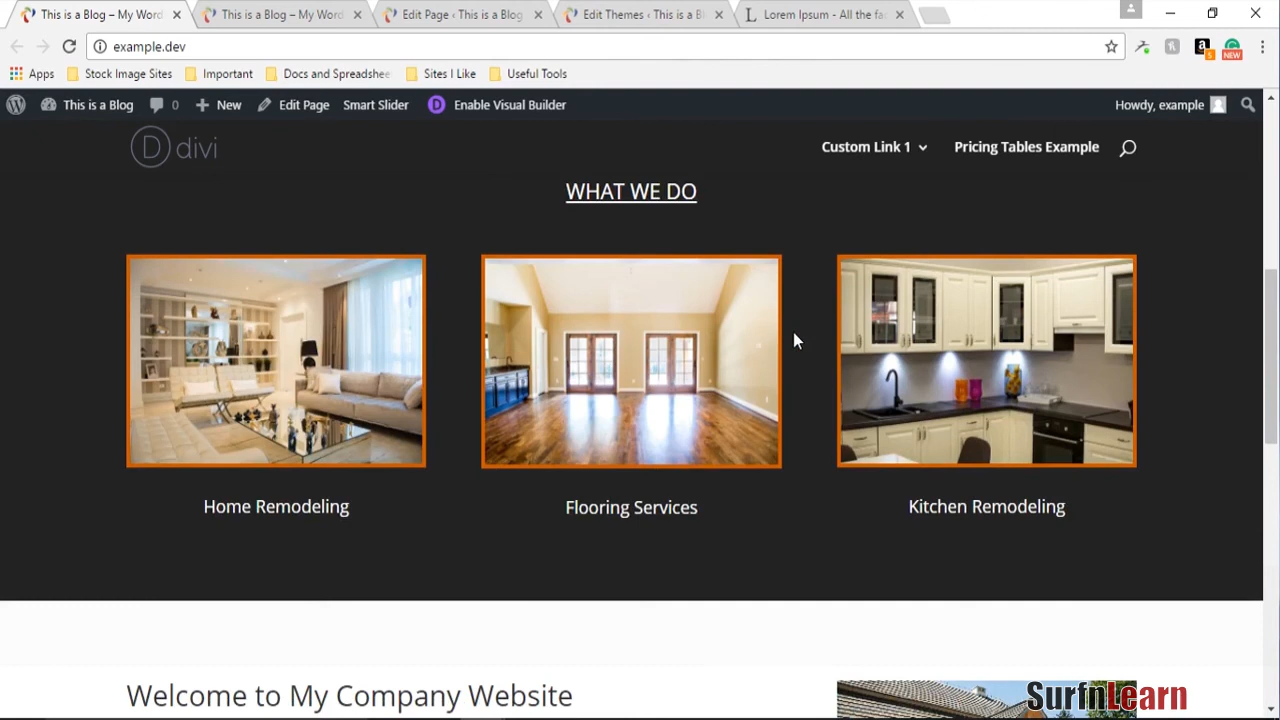 This is a Blog – My Word
This is a Blog – My Word
Edit Page ‹ This is a Blog
Edit Themes ‹ This is a Bl
Lorem Ipsum - All the fac
example.dev
NEW
Apps
Stock Image Sites
Important
Docs and Spreadshee
Sites I Like
Useful Tools
This is a Blog
0
New
Edit Page
Smart Slider
D
Enable Visual Builder
Howdy, example
D divi
Custom Link 1
Pricing Tables Example
WHAT WE DO
Home Remodeling
Flooring Services
Kitchen Remodeling
Welcome to My Company Website
SurfnLearn